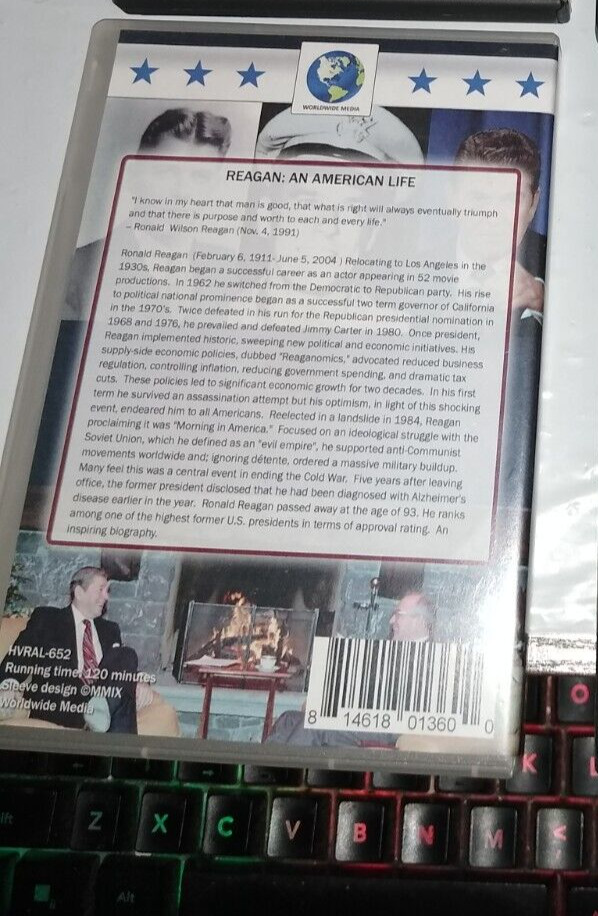 WORLDWIDE MEDIA
REAGAN: AN AMERICAN LIFE
"I know in my heart that man is good, that what is right will always eventually triumph
and that there is purpose and worth to each and every life."
– Ronald Wilson Reagan (Nov. 4, 1991)
Ronald Reagan (February 6, 1911-June 5, 2004 ) Relocating to Los Angeles in the
1930s, Reagan began a successful career as an actor appearing in 52 movie
productions. In 1962 he switched from the Democratic to Republican party. His rise
to political national prominence began as a successful two term governor of California
in the 1970's. Twice defeated in his run for the Republican presidential nomination in
1968 and 1976, he prevailed and defeated Jimmy Carter in 1980. Once president,
Reagan implemented historic, sweeping new political and economic initiatives. His
supply-side economic policies, dubbed "Reaganomics," advocated reduced business
regulation, controlling inflation, reducing government spending, and dramatic tax
cuts. These policies led to significant economic growth for two decades. In his first
term he survived an assassination attempt but his optimism, in light of this shocking
event, endeared him to all Americans. Reelected in a landslide in 1984, Reagan
proclaiming it was "Morning in America." Focused on an ideological struggle with the
Soviet Union, which he defined as an "evil empire", he supported anti-Communist
movements worldwide and; ignoring détente, ordered a massive military buildup.
Many feel this was a central event in ending the Cold War. Five years after leaving
office, the former president disclosed that he had been diagnosed with Alzheimer's
disease earlier in the year. Ronald Reagan passed away at the age of 93. He ranks
among one of the highest former U.S. presidents in terms of approval rating. An
inspiring biography.
HVRAL-652
Running time: 120 minutes
Sleeve design ©MMIX
Worldwide Media
8 14618 01360 0
O
K L
ift Z X C V B N M <
Alt